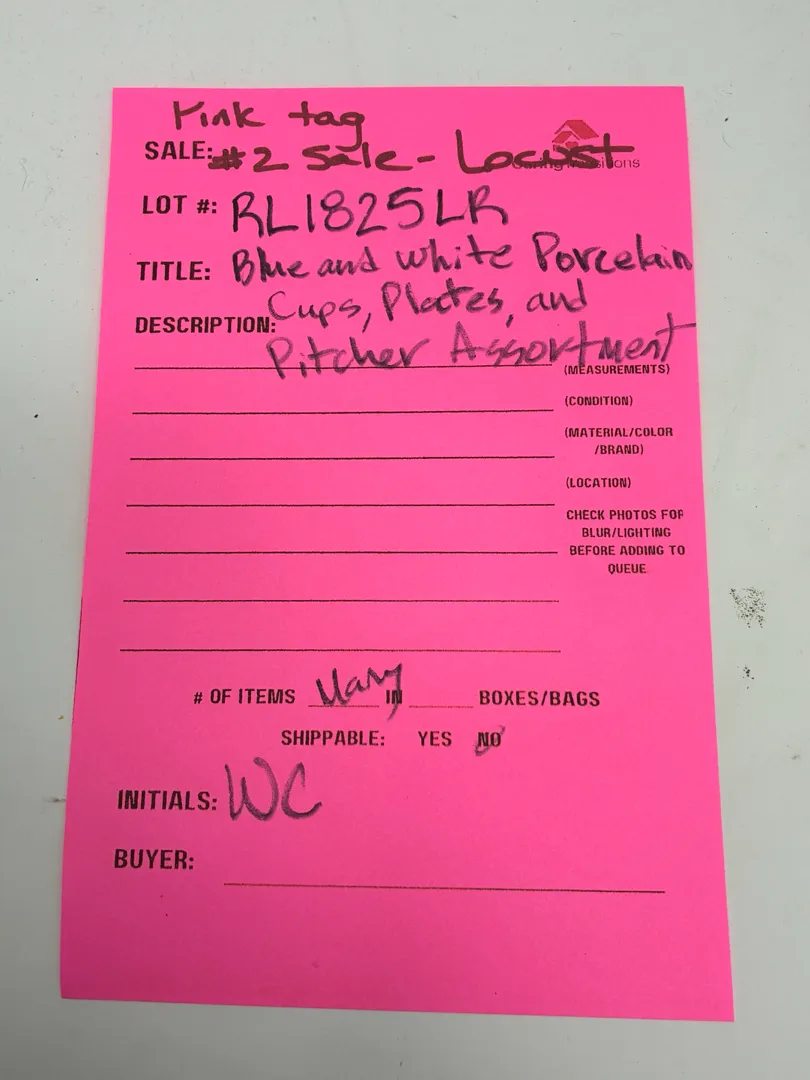 Pink tag
SALE: #2 Sale - Locust
Caring Transitions
LOT #: RL1825LR
TITLE: Blue and white Porcelain
Cups, Plates, and
DESCRIPTION:
Pitcher Assortment
(MEASUREMENTS)
(CONDITION)
(MATERIAL/COLOR
/BRAND)
(LOCATION)
CHECK PHOTOS FOR
BLUR/LIGHTING
BEFORE ADDING TO
QUEUE
# OF ITEMS Many IN BOXES/BAGS
SHIPPABLE: YES NO
INITIALS: WC
BUYER: